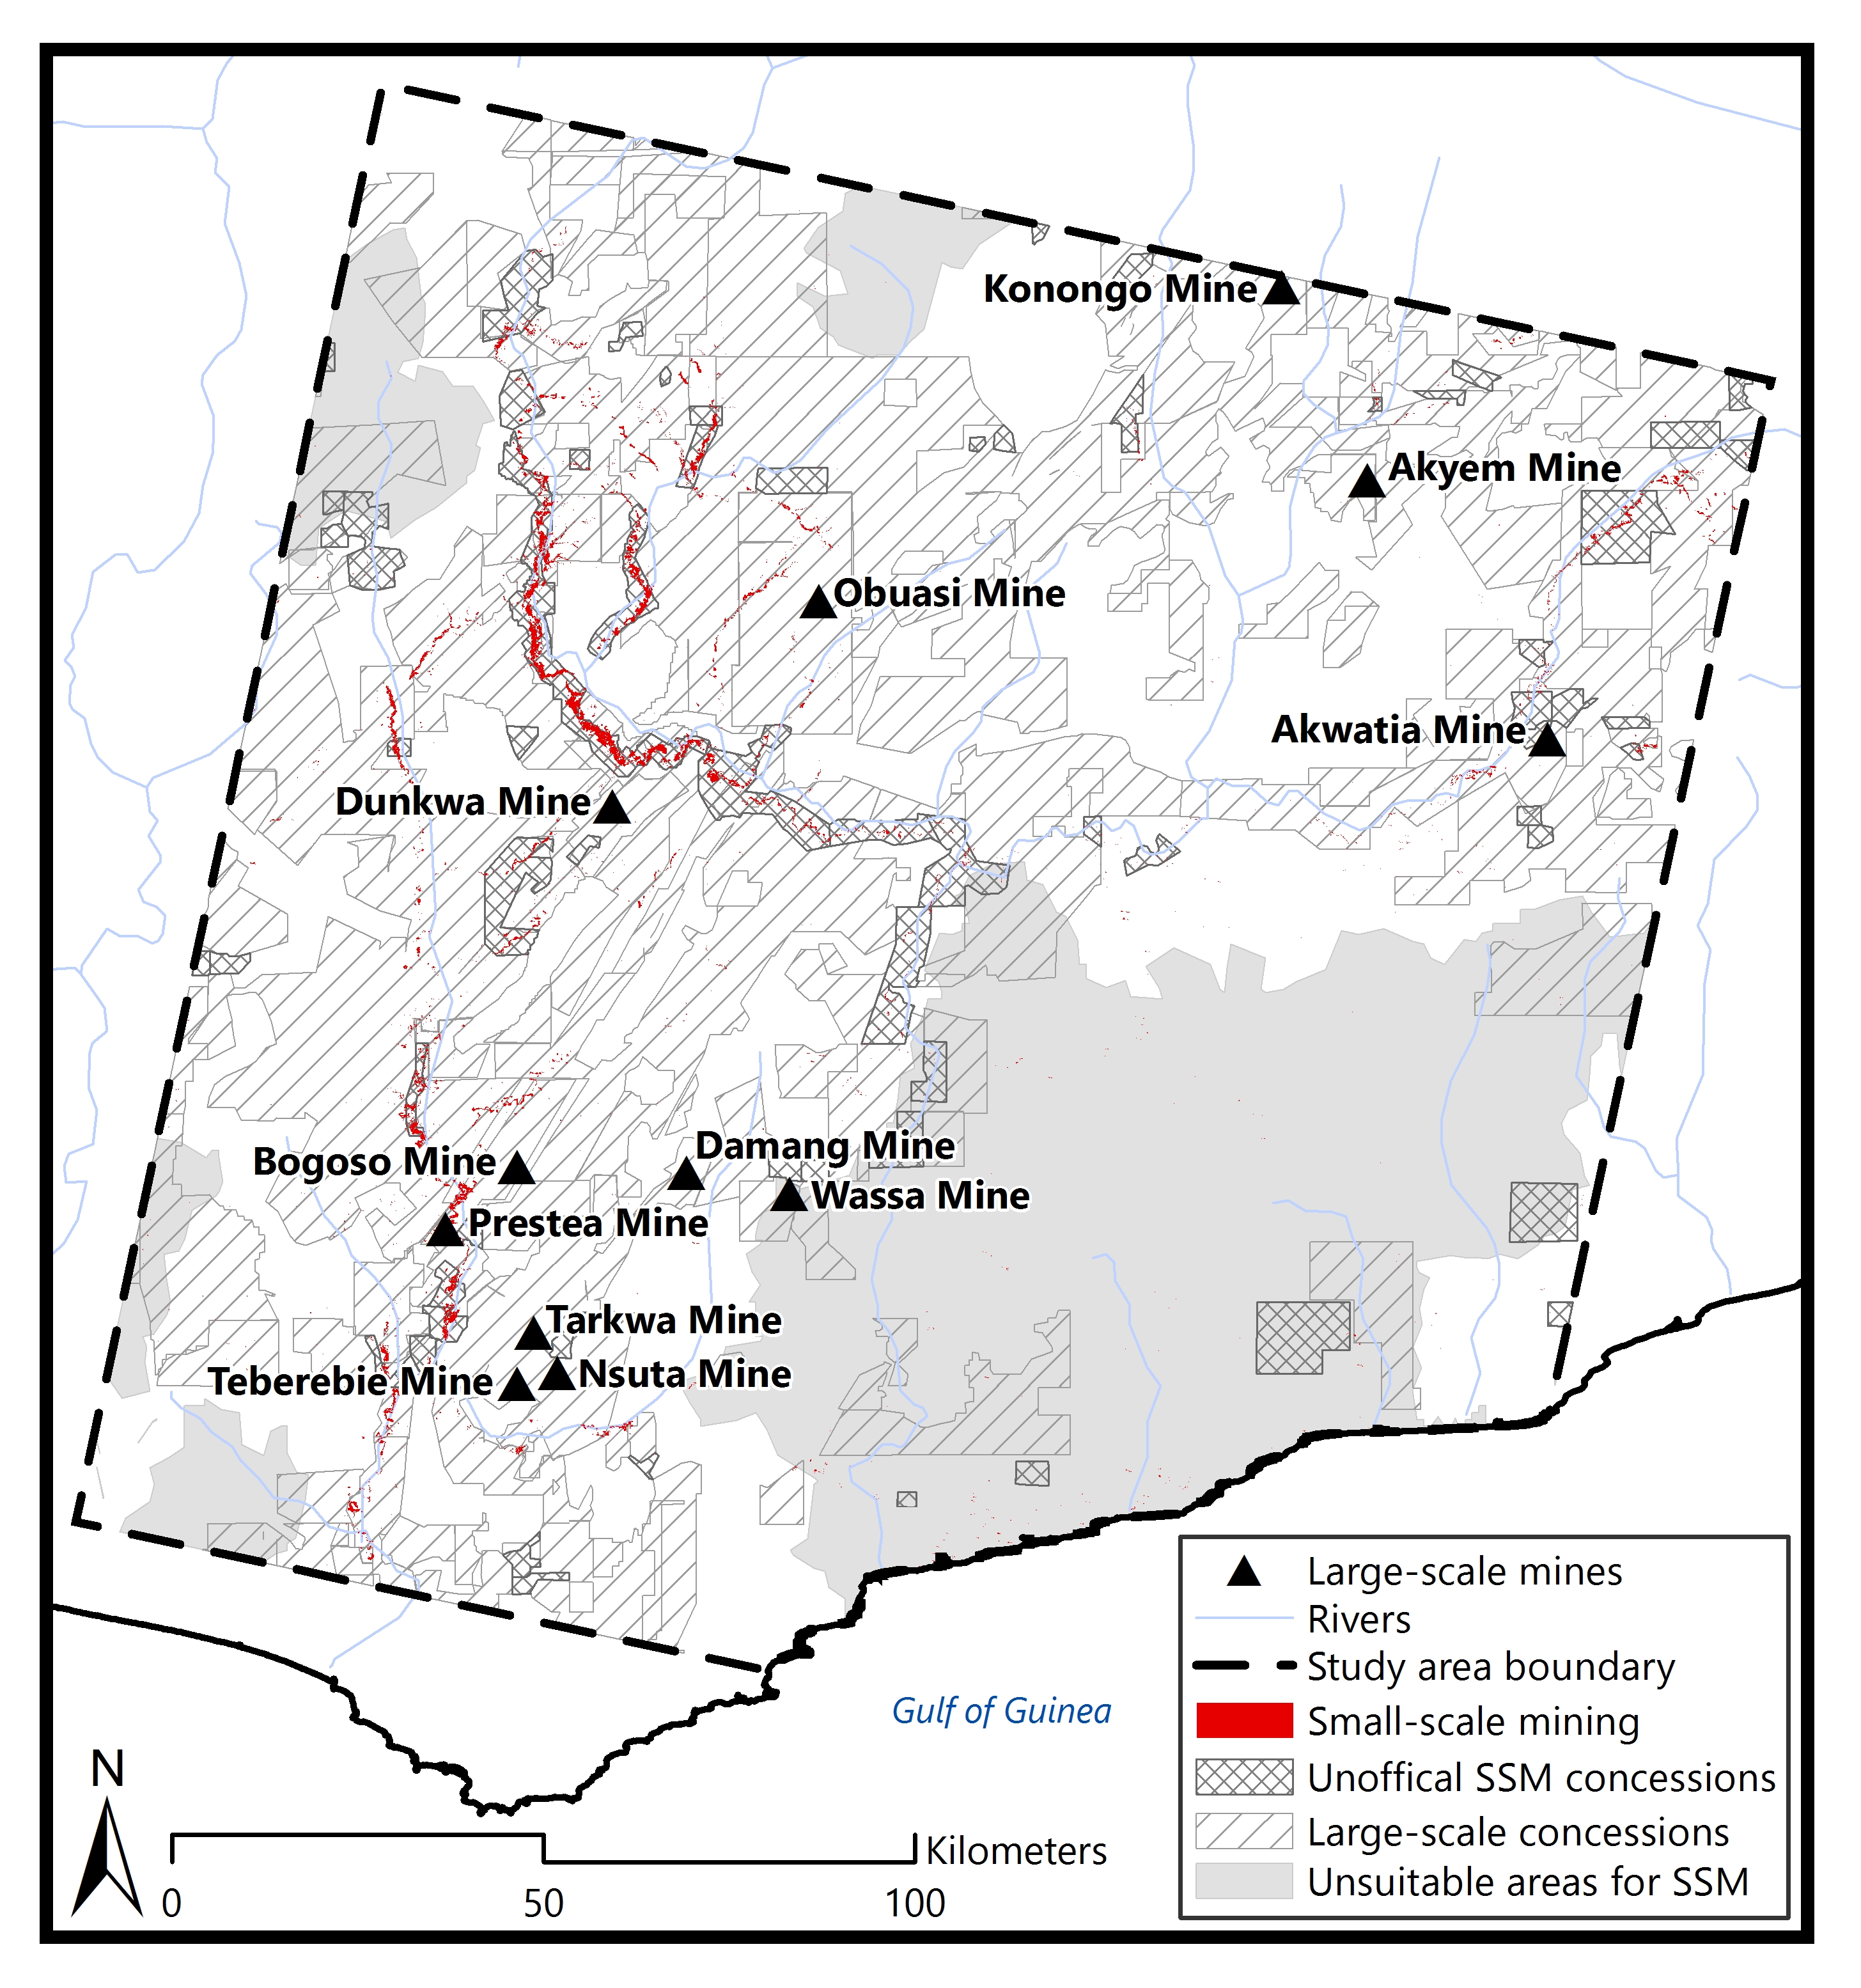 Konongo Mine
Akyem Mine
Obuasi Mine
Akwatia Mine
Dunkwa Mine
Damang Mine
Bogoso Mine
Wassa Mine
Prestea Mine
Tarkwa Mine
Nsuta Mine
Teberebie Mine
Gulf of Guinea
Large-scale mines
Rivers
Study area boundary
Small-scale mining
Unoffical SSM concessions
Large-scale concessions
Unsuitable areas for SSM
N
Kilometers
0 50 100